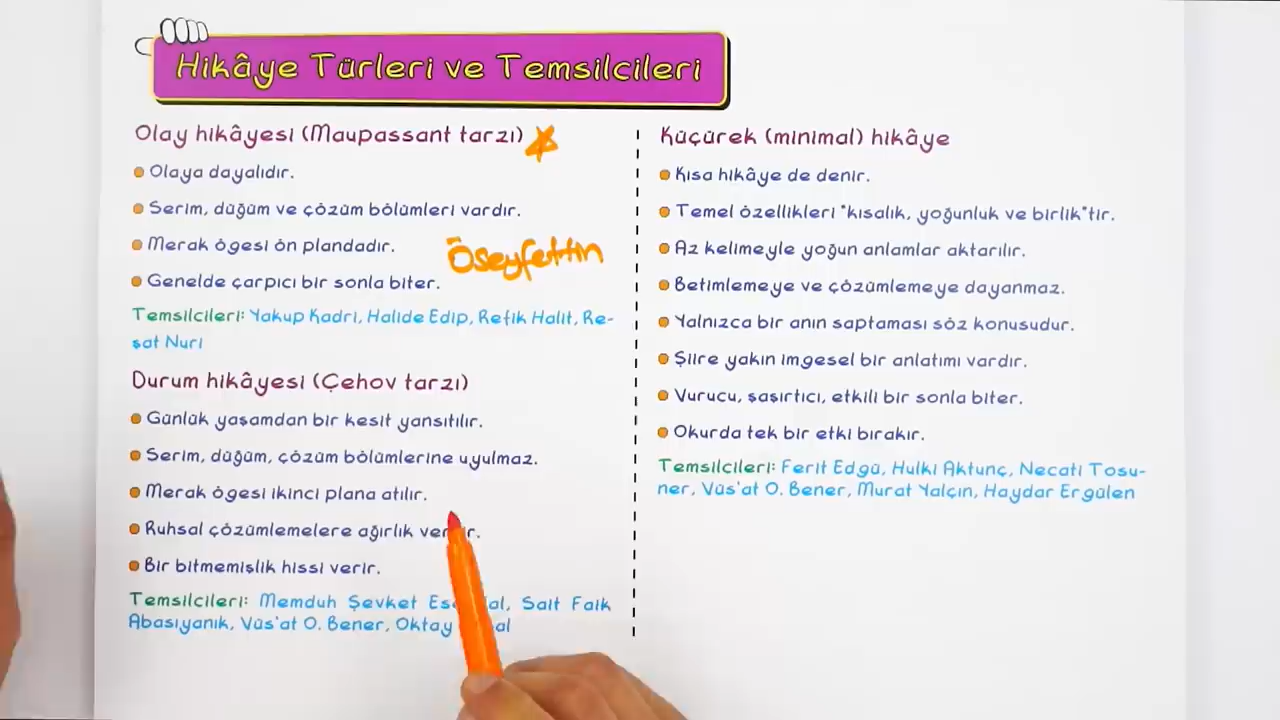 Hikâye Türleri ve Temsilcileri
Olay hikâyesi (Maupassant tarzı)
Olaya dayalıdır.
Serim, düğüm ve çözüm bölümleri vardır.
Merak ögesi ön plandadır.
Öseyfettin
Genelde çarpıcı bir sonla biter.
Temsilcileri: Yakup Kadri, Halide Edip, Refik Halit, Re-
şat Nuri
Durum hikâyesi (Çehov tarzı)
Günlük yaşamdan bir kesit yansıtılır.
Serim, düğüm, çözüm bölümlerine uyulmaz.
Merak ögesi ikinci plana atılır.
Ruhsal çözümlemelere ağırlık
Bir bitmemişlik hissi verir.
Temsilcileri: Memduh Şevket Sait Faik
Abasıyanık, Vüs'at O. Bener, Oktay
Küçürek (minimal) hikâye
Kısa hikâye de denir.
Temel özellikleri "kısalık, yoğunluk ve birlik"tir.
Az kelimeyle yoğun anlamlar aktarılır.
Betimlemeye ve çözümlemeye dayanmaz.
Yalnızca bir anın saptaması söz konusudur.
Şiire yakın imgesel bir anlatımı vardır.
Vurucu, şaşırtıcı, etkili bir sonla biter.
Okurda tek bir etki bırakır.
Temsilcileri: Ferit Edgü, Hulki Aktunç, Necati Tosu-
ner, Vüs'at O. Bener, Murat Yalçın, Haydar Ergülen